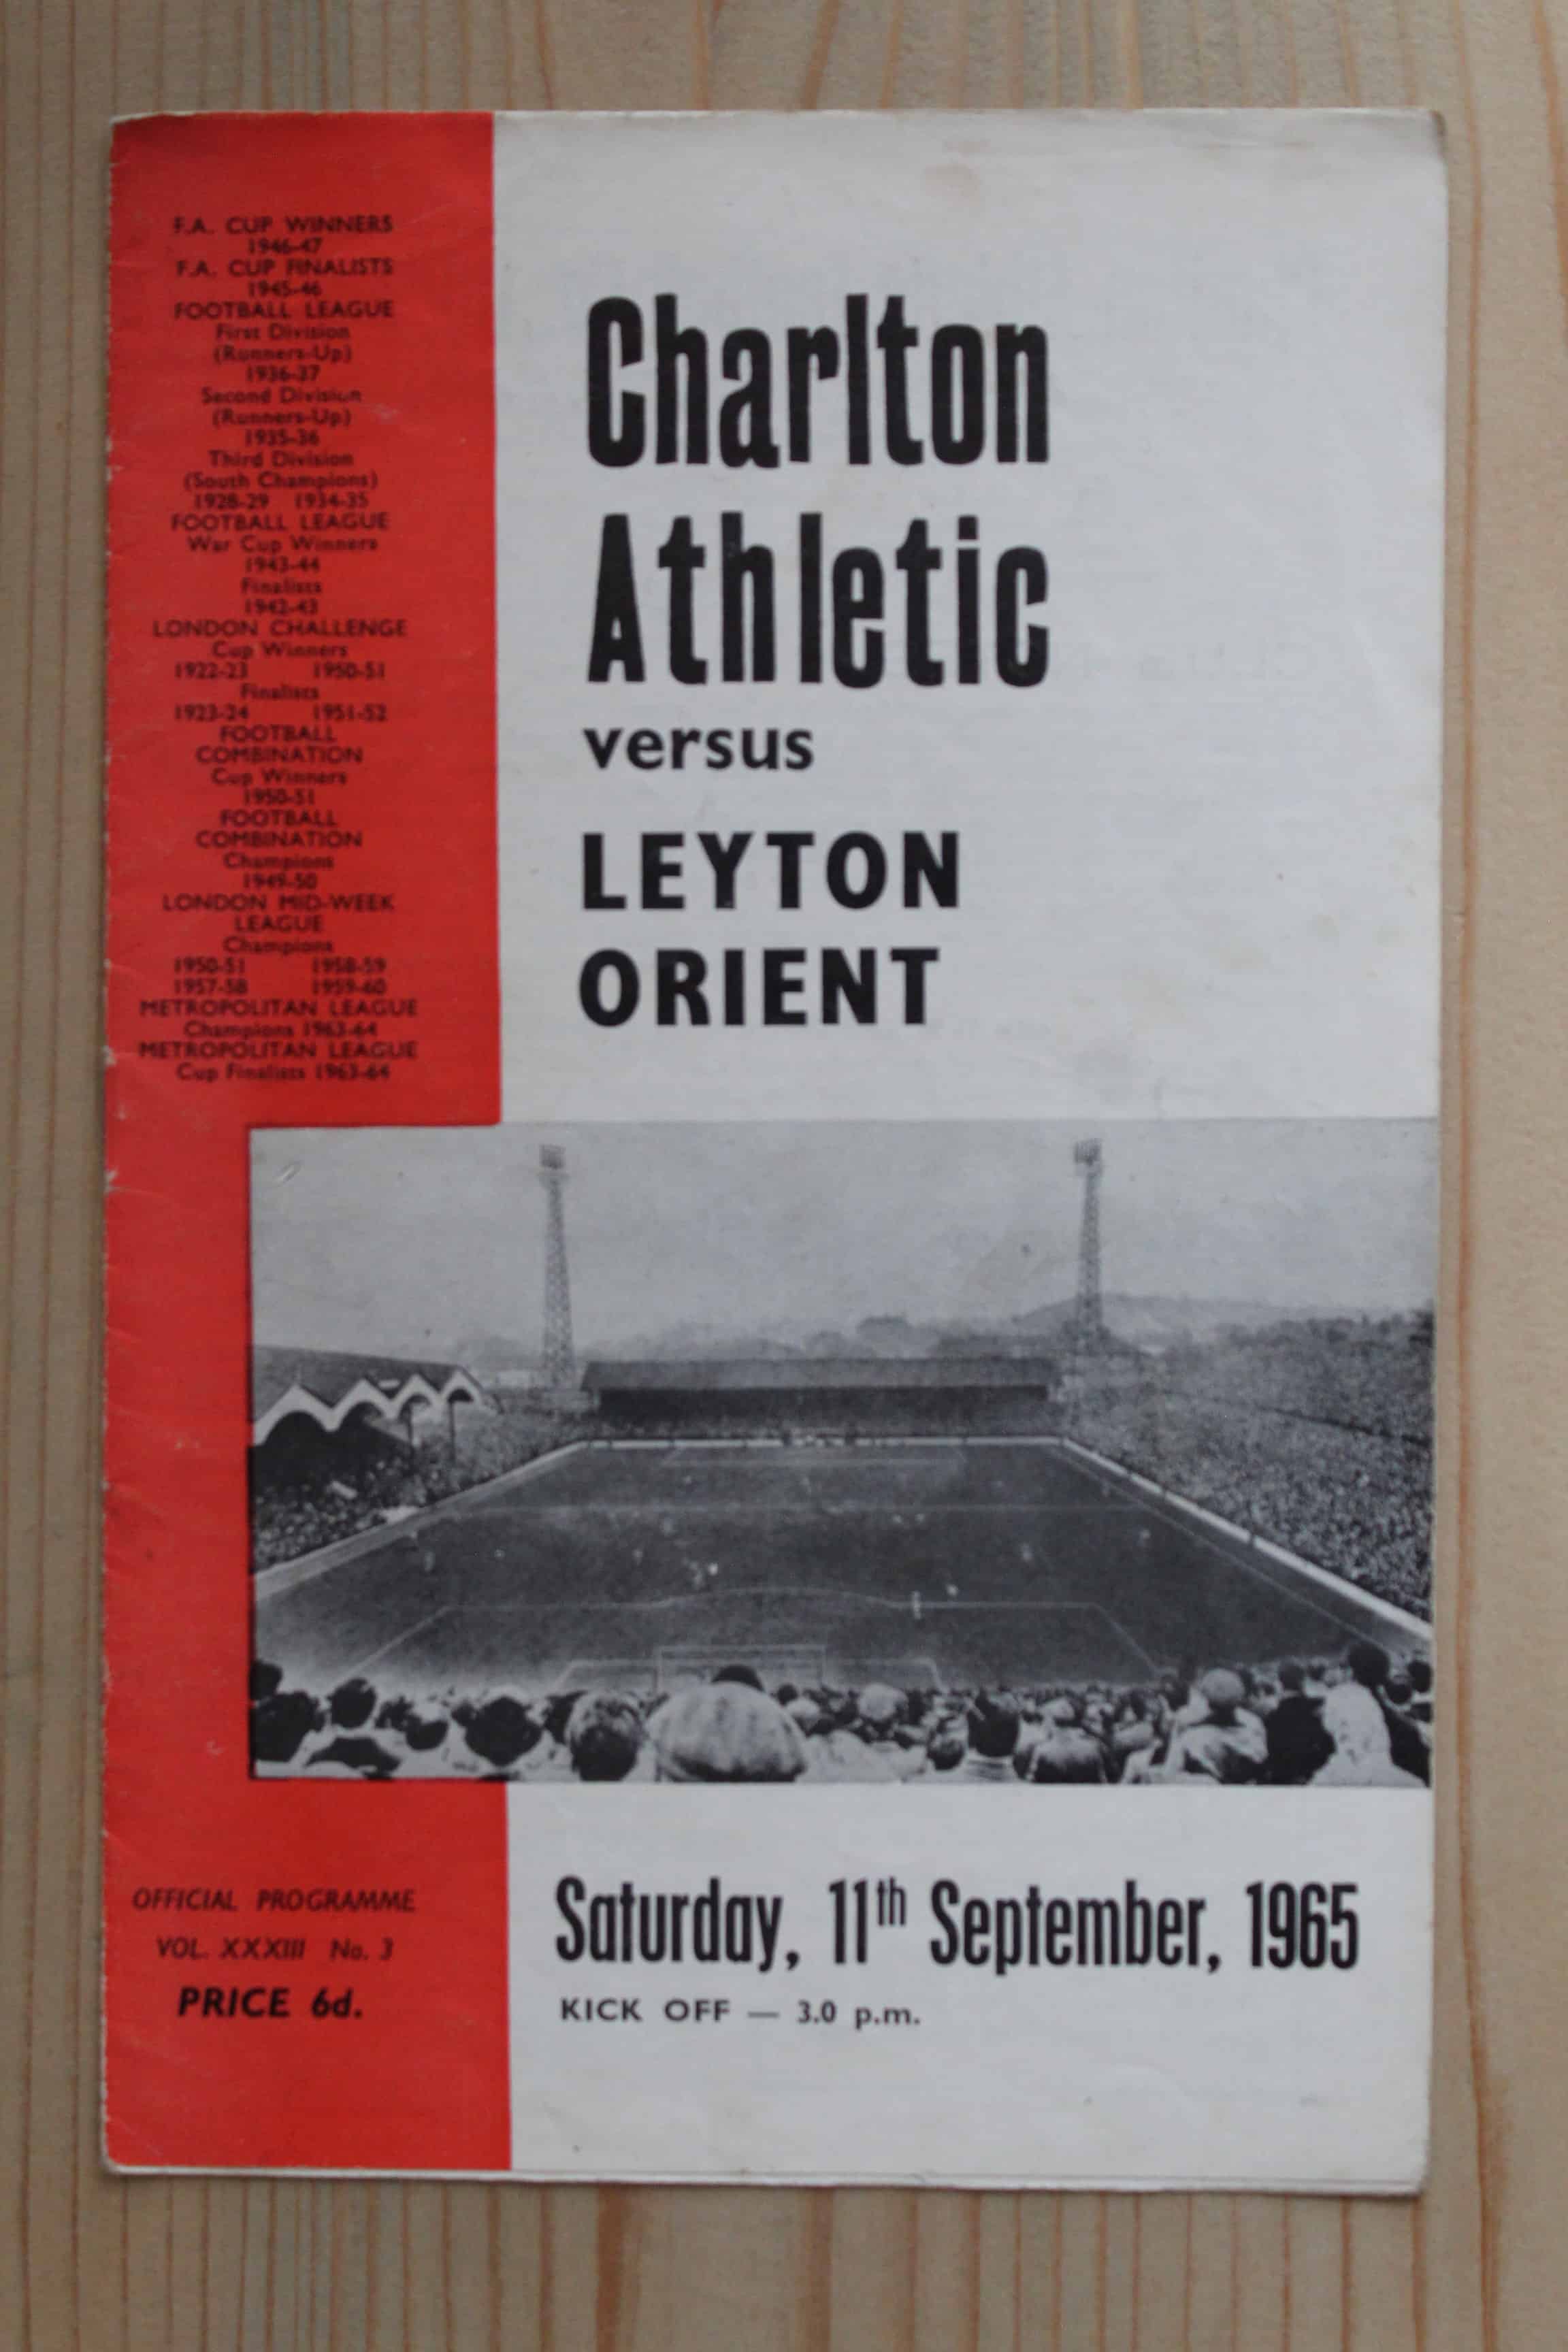 F.A. CUP WINNERS
1946-47
F.A. CUP FINALISTS
1945-46
FOOTBALL LEAGUE
First Division
(Runners-Up)
1936-37
Second Division
(Runners-Up)
1935-36
Third Division
(South Champions)
1928-29 1934-35
FOOTBALL LEAGUE
War Cup Winners
1943-44
Finalists
1942-43
LONDON CHALLENGE
Cup Winners
1922-23 1950-51
Finalists
1923-24 1951-52
FOOTBALL
COMBINATION
Cup Winners
1950-51
FOOTBALL
COMBINATION
Champions
1949-50
LONDON MID-WEEK
LEAGUE
Champions
1950-51 1958-59
1957-58 1959-60
METROPOLITAN LEAGUE
Champions 1963-64
METROPOLITAN LEAGUE
Cup Finalists 1963-64
Charlton
Athletic
versus
LEYTON
ORIENT
OFFICIAL PROGRAMME
VOL. XXXIII No. 3
PRICE 6d.
Saturday, 11th September, 1965
KICK OFF — 3.0 p.m.